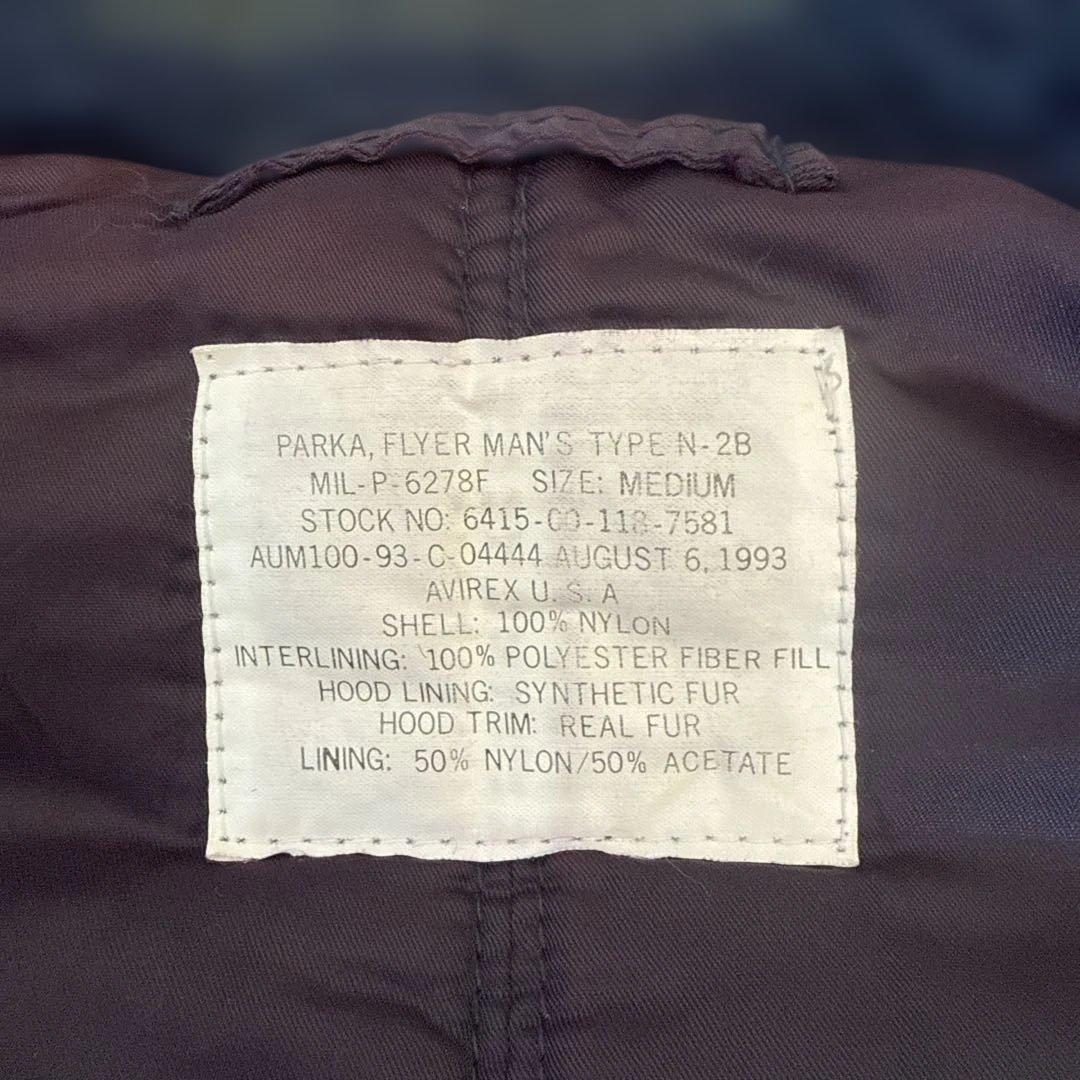 PARKA, FLYER MAN'S TYPE N-2B
MIL-P-6278F SIZE: MEDIUM
STOCK NO: 6415-00-118-7581
AUM100-93-C-04444 AUGUST 6, 1993
AVIREX U.S.A
SHELL: 100% NYLON
INTERLINING: 100% POLYESTER FIBER FILL
HOOD LINING: SYNTHETIC FUR
HOOD TRIM: REAL FUR
LINING: 50% NYLON/50% ACETATE